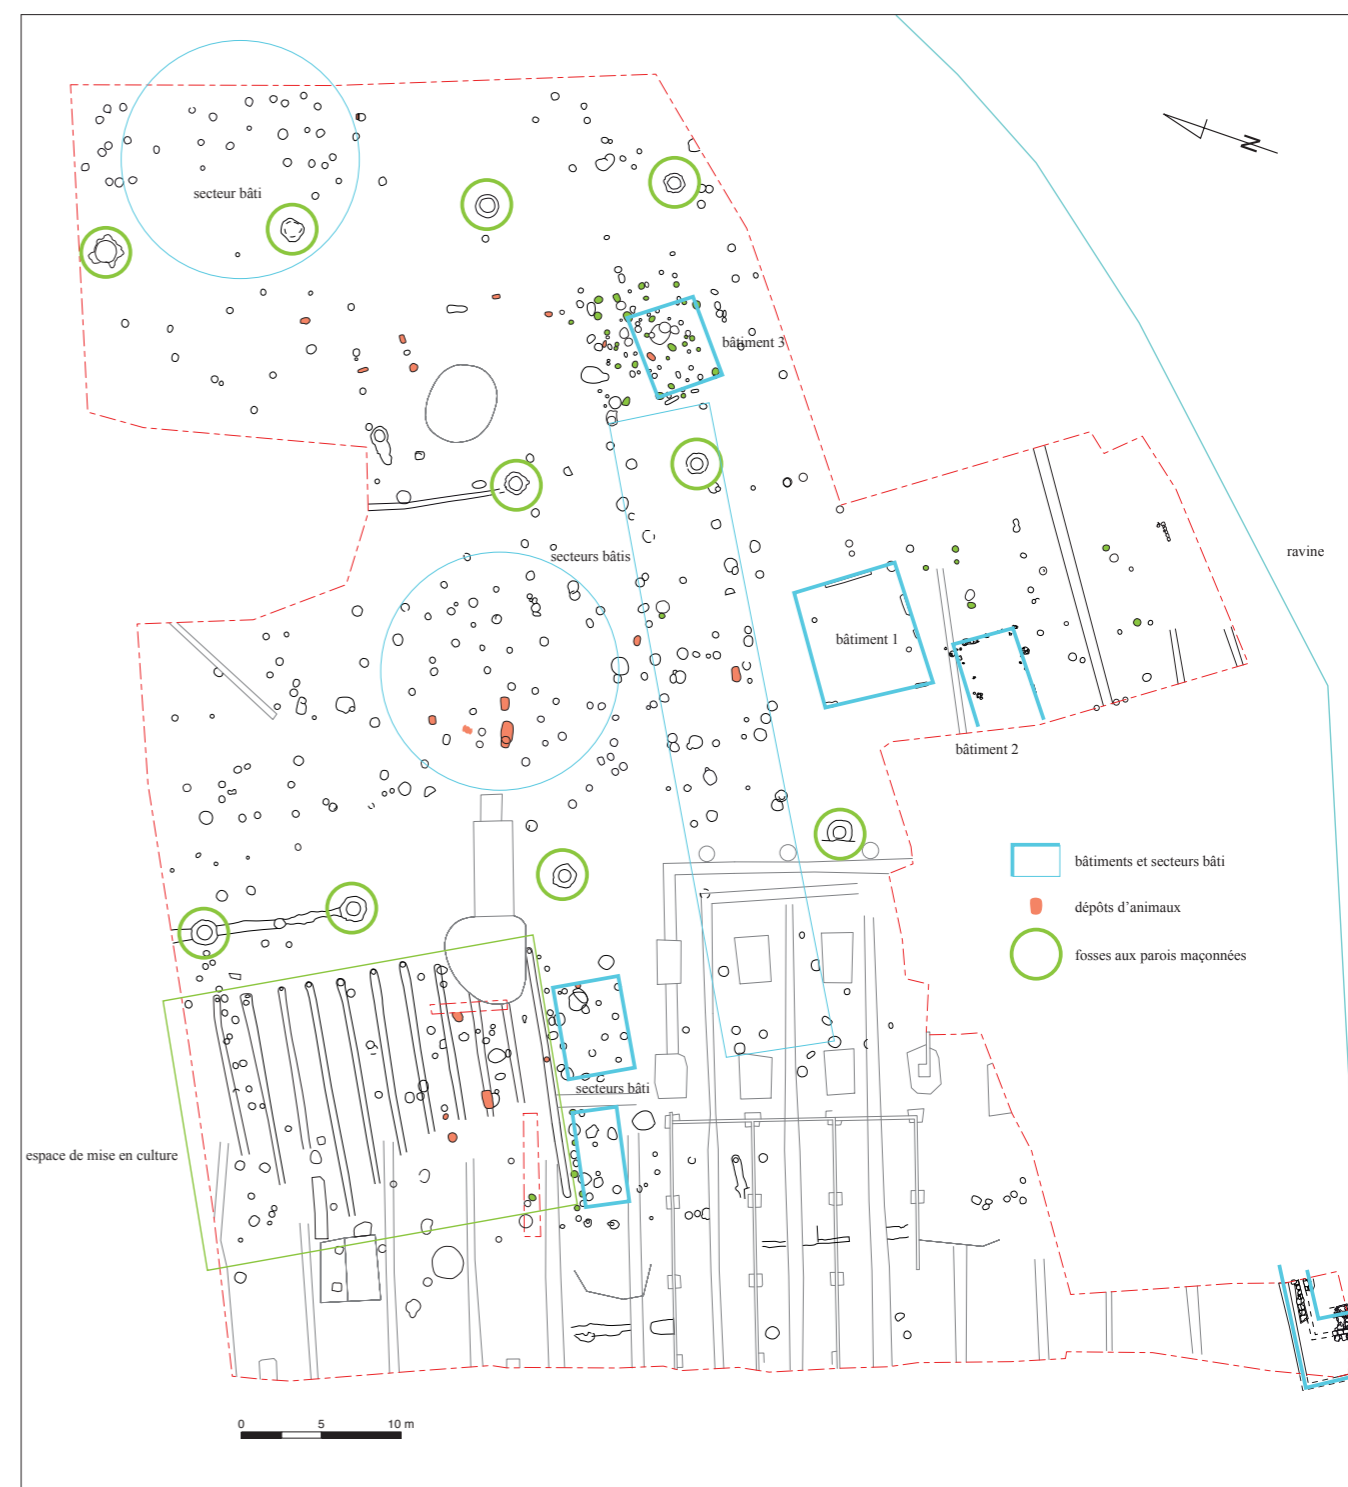 N
secteur bâti
bâtiment 3
secteurs bâtis
ravine
bâtiment 1
bâtiment 2
bâtiments et secteurs bâti
dépôts d’animaux
fosses aux parois maçonnées
secteurs bâti
espace de mise en culture
0 5 10 m